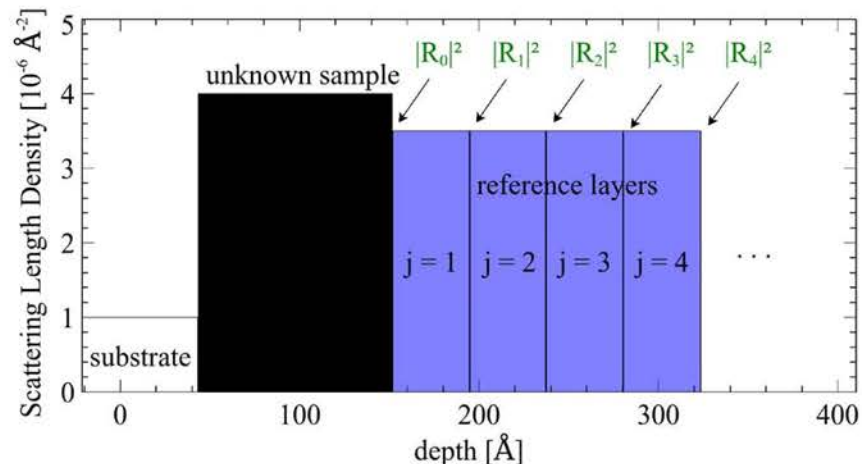 Scattering Length Density [10⁻⁶ Å⁻²]
5
4
3
2
1
0
|R₀|² |R₁|² |R₂|² |R₃|² |R₄|²
unknown sample
reference layers
j = 1 j = 2 j = 3 j = 4 ...
substrate
0 100 200 300 400
depth [Å]